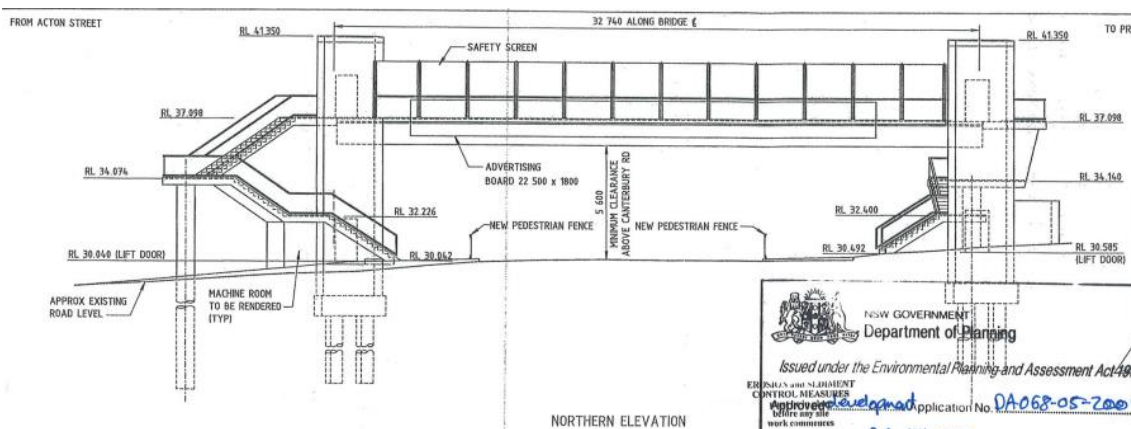 FROM ACTON STREET
32 740 ALONG BRIDGE ℄
TO PR
RL 41.350
RL 41.350
SAFETY SCREEN
RL 37.098
RL 37.098
ADVERTISING
BOARD 22 500 x 1800
5 600
MINIMUM CLEARANCE
ABOVE CANTERBURY RD
RL 34.074
RL 34.140
RL 32.226
RL 32.400
NEW PEDESTRIAN FENCE
NEW PEDESTRIAN FENCE
RL 30.040 (LIFT DOOR)
RL 30.042
RL 30.492
RL 30.585
(LIFT DOOR)
APPROX EXISTING
ROAD LEVEL
MACHINE ROOM
TO BE RENDERED
(TYP)
NSW GOVERNMENT
Department of Planning
Issued under the Environmental Planning and Assessment Act 19
EROSION and SEDIMENT
CONTROL MEASURES
before any site
work commences
Approved development Application No. DA068-05-200
NORTHERN ELEVATION